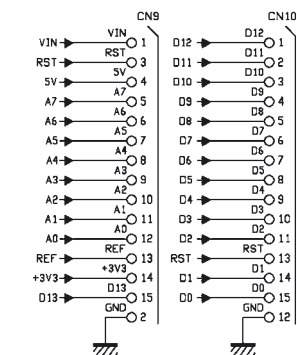 CN9
VIN VIN 1
RST RST 3
5V 5V 4
A7 A7 5
A6 A6 6
A5 A5 7
A4 A4 8
A3 A3 9
A2 A2 10
A1 A1 11
A0 A0 12
REF REF 13
+3V3 +3V3 14
D13 D13 15
GND 2
CN10
D12 D12 1
D11 D11 2
D10 D10 3
D9 D9 4
D8 D8 5
D7 D7 6
D6 D6 7
D5 D5 8
D4 D4 9
D3 D3 10
D2 D2 11
RST RST 13
D1 D1 14
D0 D0 15
GND 12